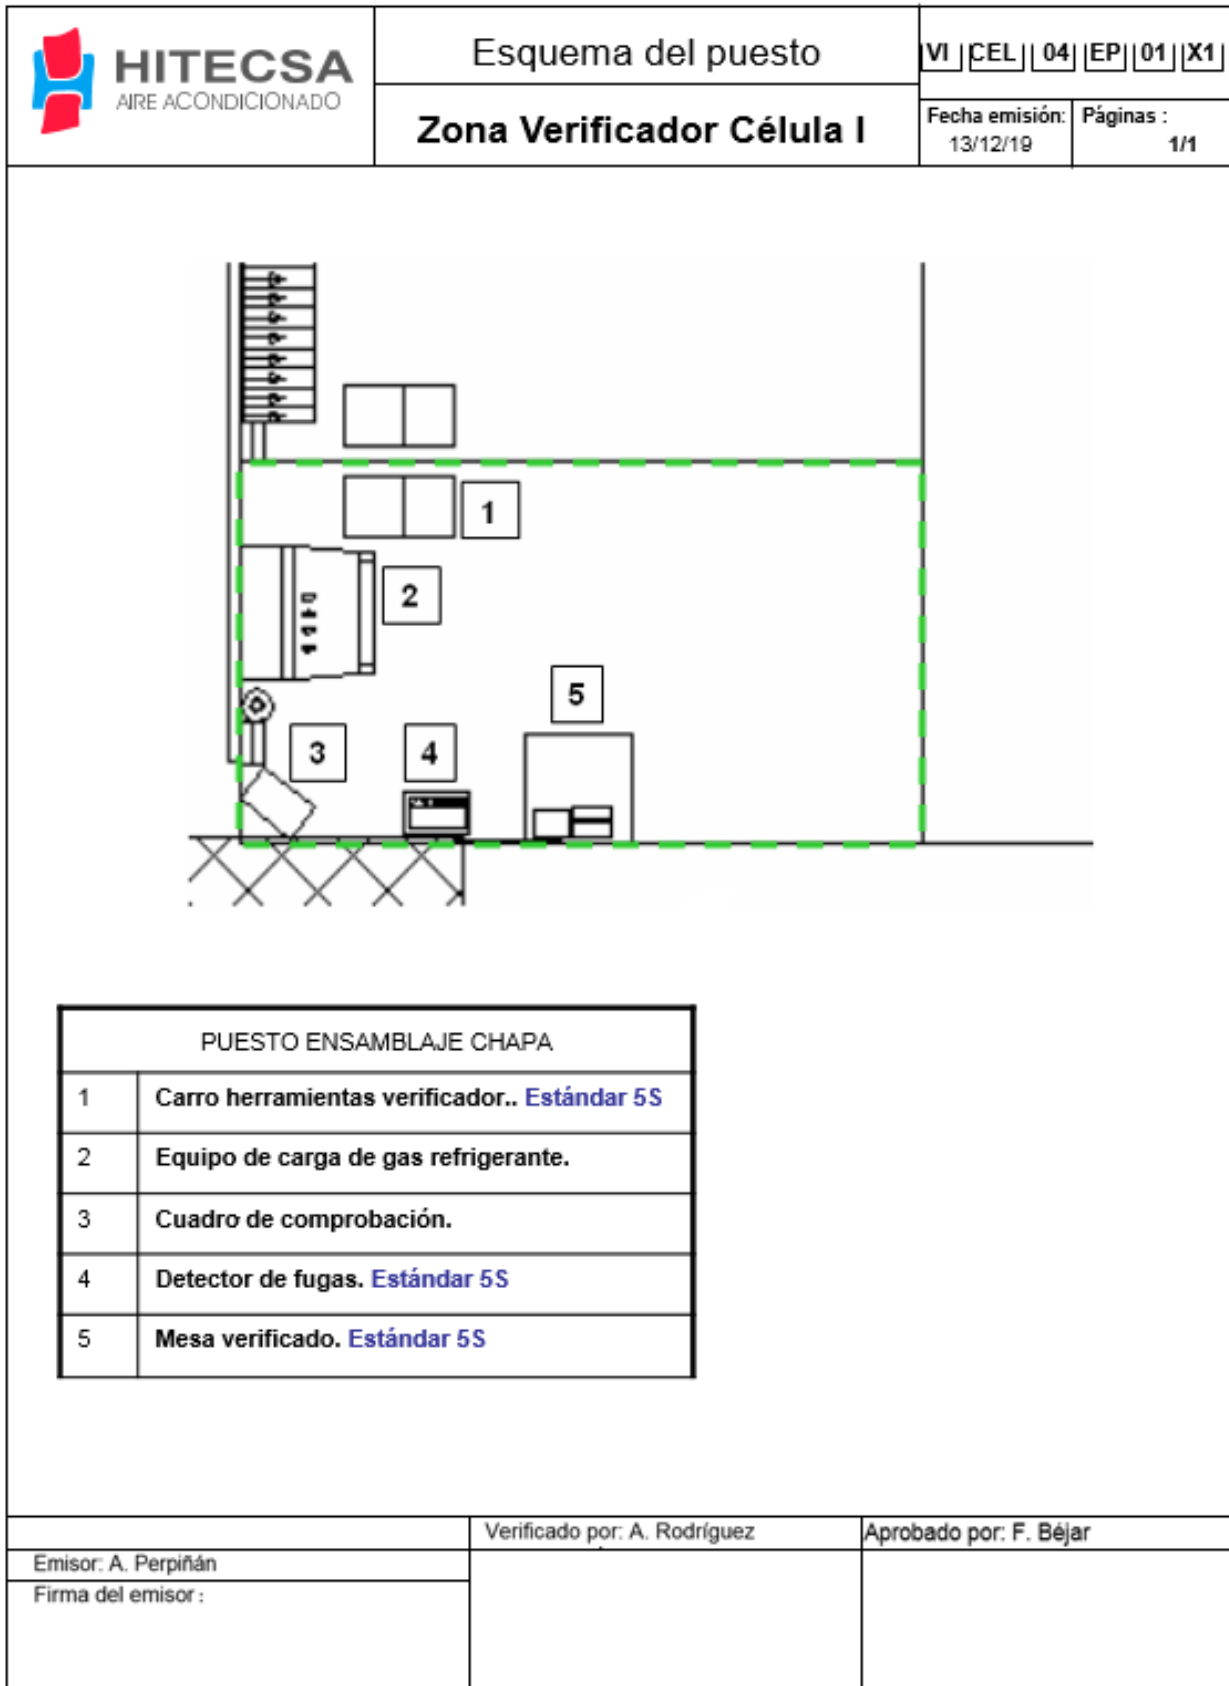 HITECSA
AIRE ACONDICIONADO
Esquema del puesto
Zona Verificador Célula I
VI CEL 04 EP 01 X1
Fecha emisión:
13/12/19
Páginas :
1/1
1
2
3
4
5
PUESTO ENSAMBLAJE CHAPA
1 Carro herramientas verificador.. Estándar 5S
2 Equipo de carga de gas refrigerante.
3 Cuadro de comprobación.
4 Detector de fugas. Estándar 5S
5 Mesa verificado. Estándar 5S
Verificado por: A. Rodríguez
Aprobado por: F. Béjar
Emisor: A. Perpiñán
Firma del emisor :